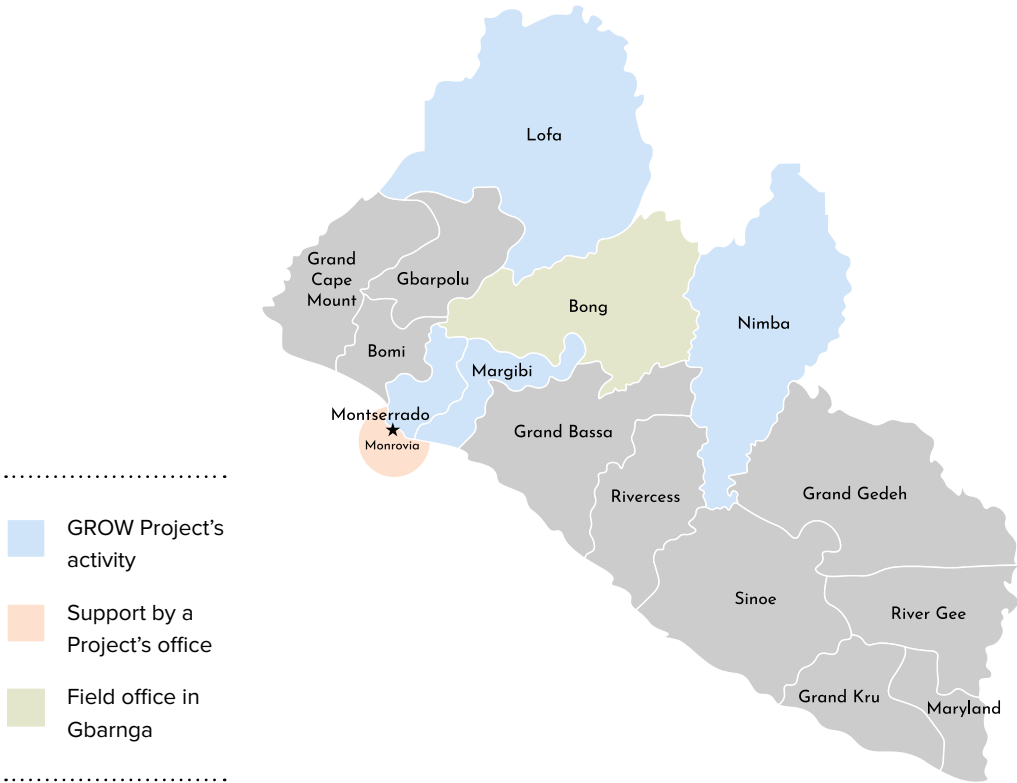 Lofa
Grand
Cape
Mount
Gbarpolu
Bong
Nimba
Bomi
Margibi
Montserrado
Monrovia
Grand Bassa
Rivercess
Grand Gedeh
Sinoe
River Gee
Grand Kru
Maryland
GROW Project’s
activity
Support by a
Project’s office
Field office in
Gbarnga